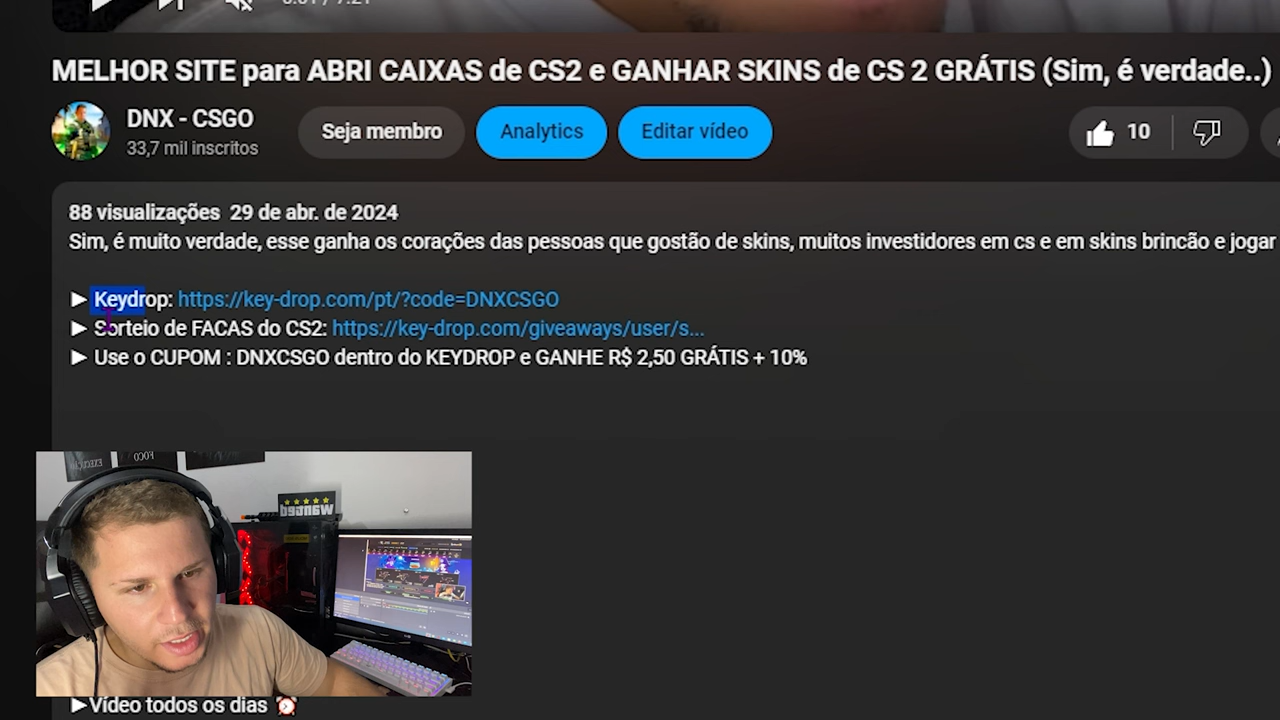 MELHOR SITE para ABRI CAIXAS de CS2 e GANHAR SKINS de CS 2 GRÁTIS (Sim, é verdade..)
DNX - CSGO
33,7 mil inscritos
Seja membro
Analytics
Editar vídeo
10
88 visualizações 29 de abr. de 2024
Sim, é muito verdade, esse ganha os corações das pessoas que gostão de skins, muitos investidores em cs e em skins brincão e jogar
► Keydrop: https://key-drop.com/pt/?code=DNXCSGO
► Sorteio de FACAS do CS2: https://key-drop.com/giveaways/user/s...
► Use o CUPOM : DNXCSGO dentro do KEYDROP e GANHE R$ 2,50 GRÁTIS + 10%
FOCO
wanted
►Vídeo todos os dias ⏰